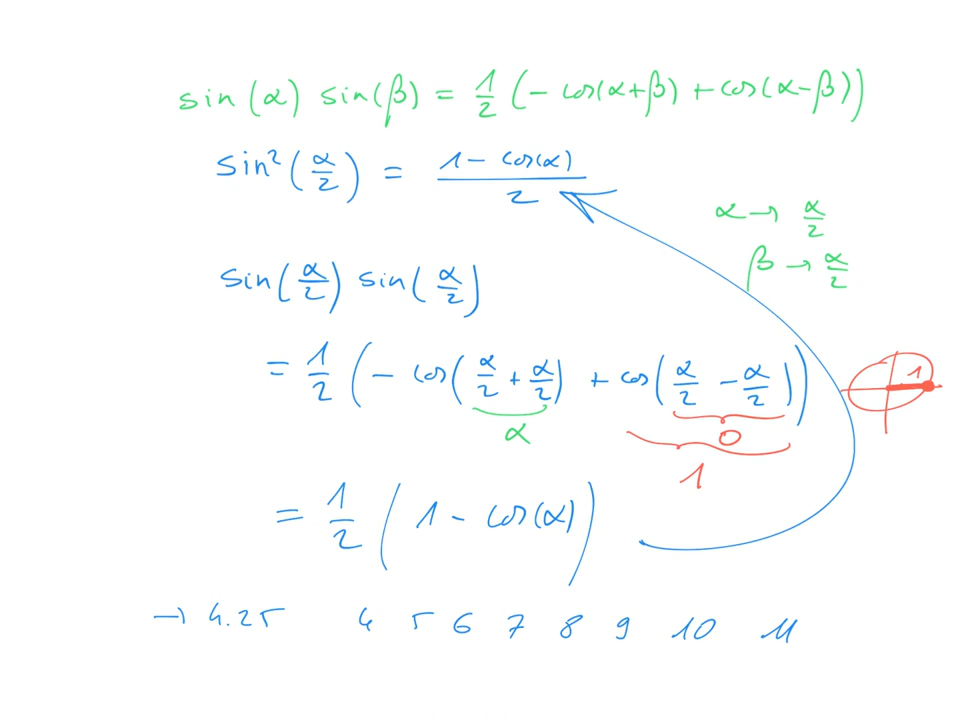 sin(α) sin(β) = 1/2 (- cos(α+β) + cos(α-β))
sin²(α/2) = (1 - cos(α))/2
α → α/2
β → α/2
sin(α/2) sin(α/2)
= 1/2 (- cos(α/2 + α/2) + cos(α/2 - α/2))
1
α
0
1
= 1/2 (1 - cos(α))
→ 4.25 4 5 6 7 8 9 10 11